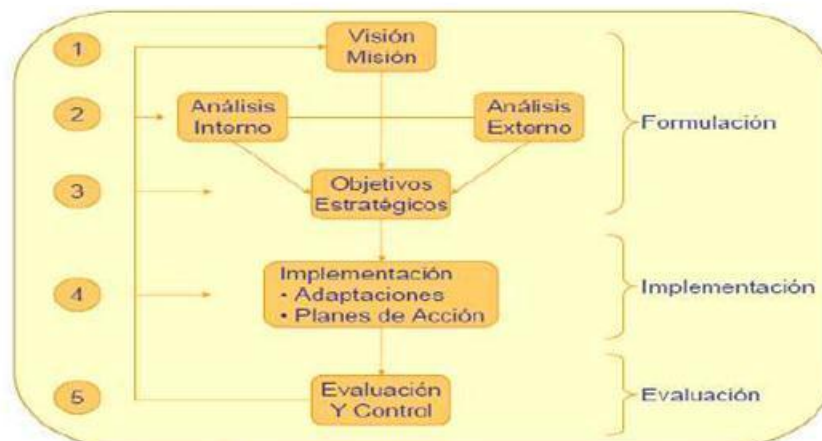 1
Visión
Misión
2
Análisis
Interno
Análisis
Externo
Formulación
3
Objetivos
Estratégicos
4
Implementación
• Adaptaciones
• Planes de Acción
Implementación
5
Evaluación
Y Control
Evaluación